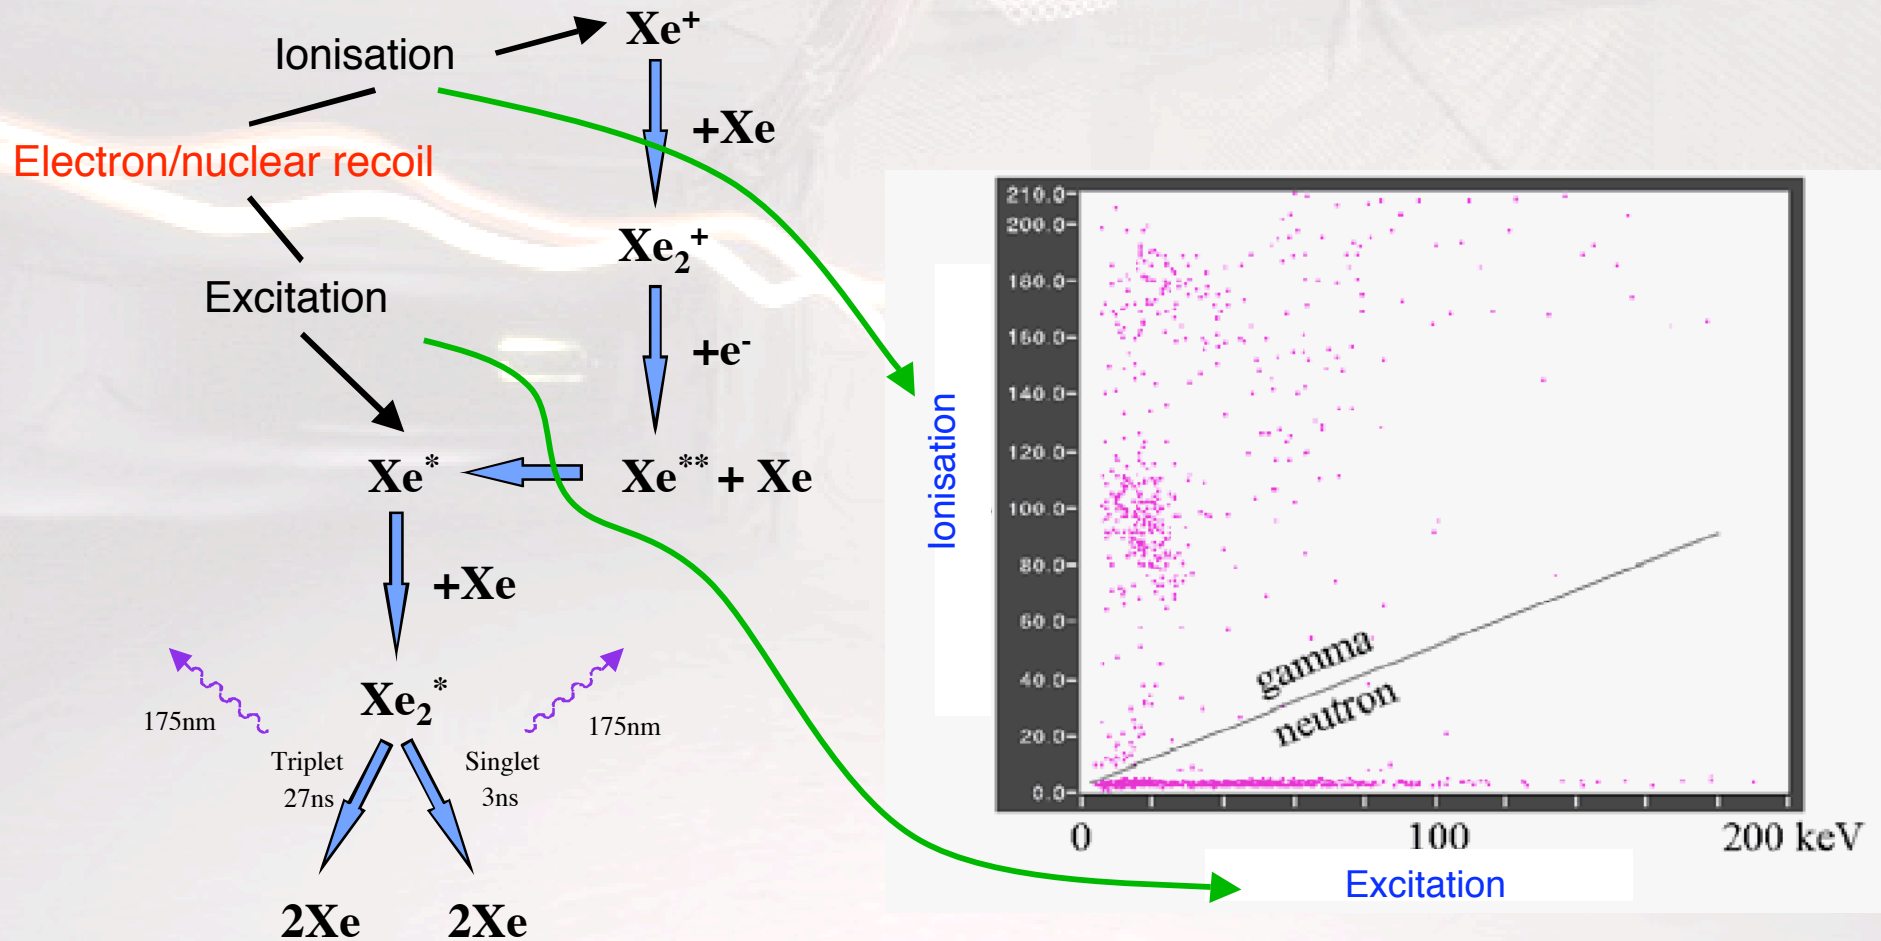 Ionisation
Xe⁺
+Xe
Electron/nuclear recoil
Xe₂⁺
Excitation
+e⁻
Xe*
Xe** + Xe
+Xe
Xe₂*
175nm
175nm
Triplet
27ns
Singlet
3ns
2Xe
2Xe
Ionisation
210.0
200.0
180.0
160.0
140.0
120.0
100.0
80.0
60.0
40.0
20.0
0.0
gamma
neutron
0
100
200 keV
Excitation